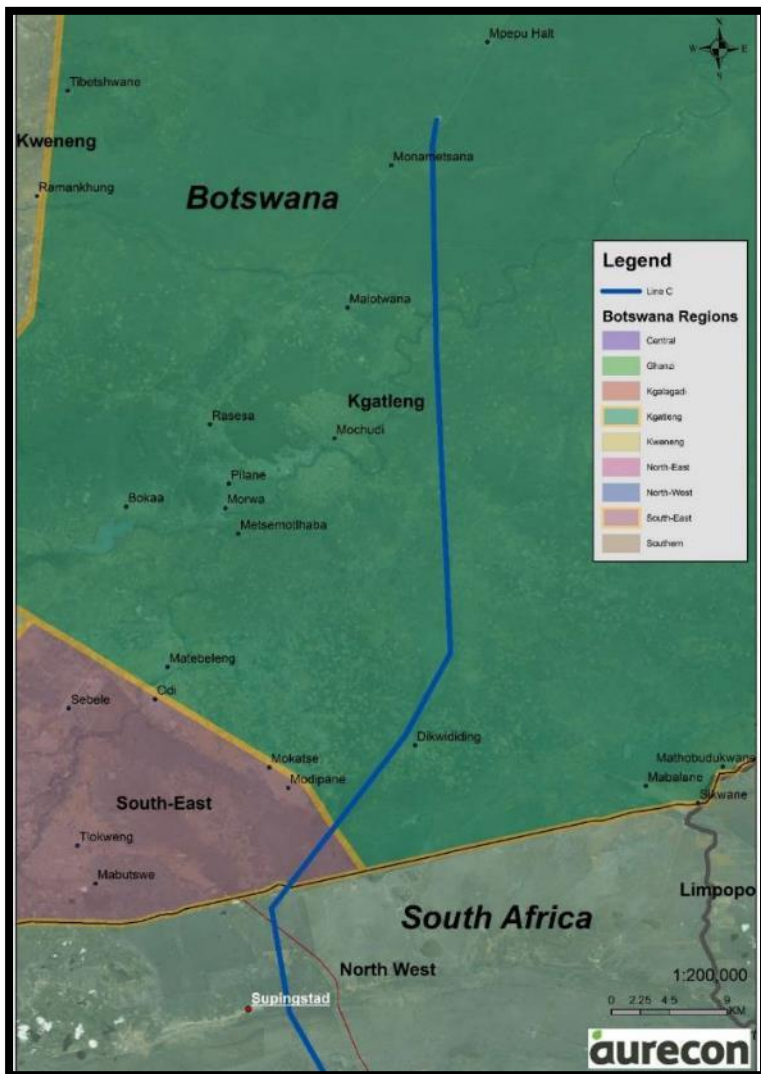 N
W E
S
Mpepu Halt
Tibetshwane
Kweneng
Monametsana
Ramankhung
Botswana
Legend
Line C
Botswana Regions
Central
Ghanzi
Kgalagadi
Kgatleng
Kweneng
North-East
North-West
South-East
Southern
Malotwana
Kgatleng
Rasesa
Mochudi
Pilane
Bokaa
Morwa
Metsemotlhaba
Matebeleng
Odi
Sebele
Dikwididing
Mokatse
Modipane
Mathobudukwane
Mabalane
Sikwane
South-East
Tlokweng
Mabutswe
Limpopo
South Africa
North West
1:200,000
Supingstad
0 2.25 4.5 9
KM
aurecon